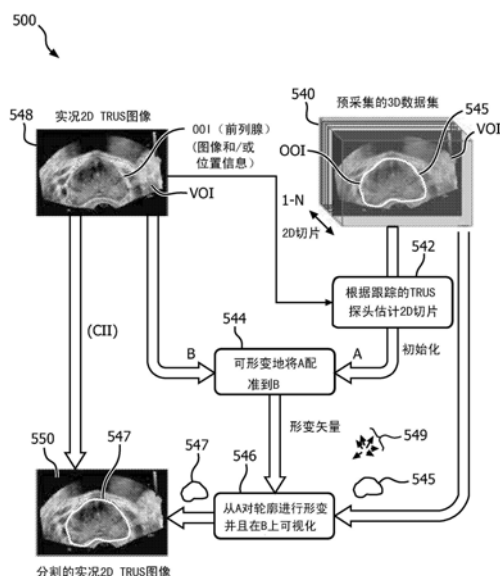 500
548
实况2D TRUS图像
OOI（前列腺）
（图像和/或
位置信息）
VOI
预采集的3D数据集
540
545
VOI
OOI
1-N
2D切片
542
根据跟踪的TRUS
探头估计2D切片
初始化
544
B
A
可形变地将A配
准到B
(CII)
形变矢量
549
550
547
547
546
545
从A对轮廓进行形变
并且在B上可视化
分割的实况2D TRUS图像